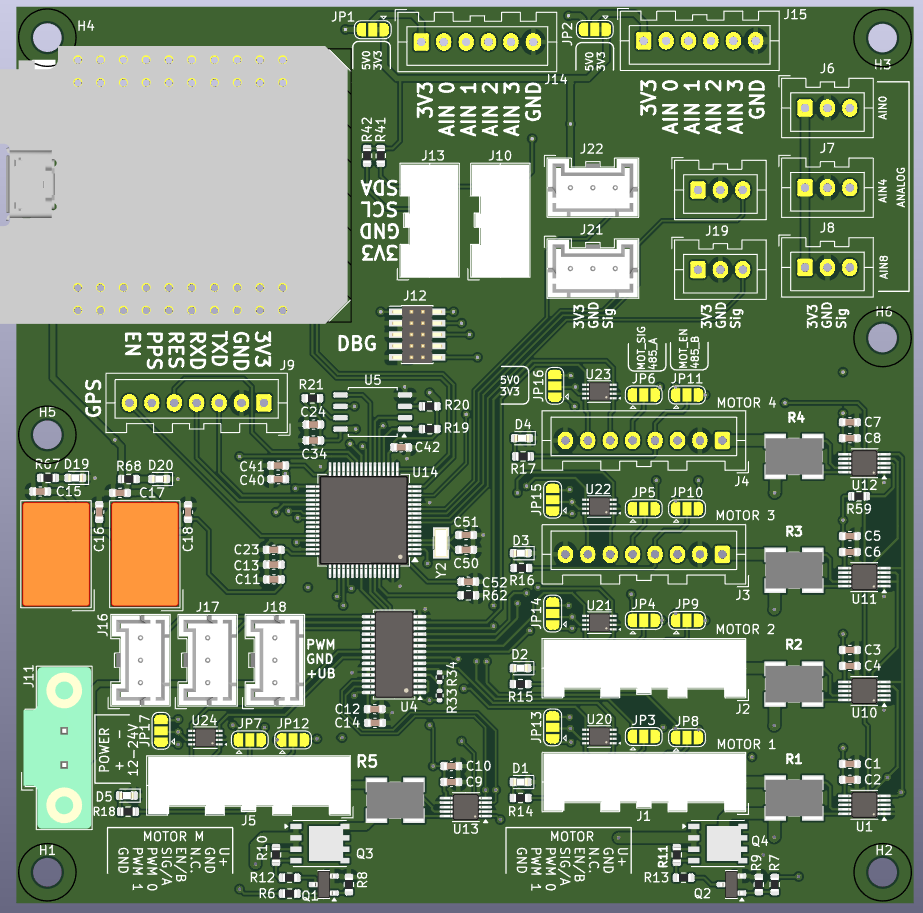 H4
JP1
5V0
3V3
J14
3V3
AIN 0
AIN 1
AIN 2
AIN 3
GND
JP2
5V0
3V3
J15
3V3
AIN 0
AIN 1
AIN 2
AIN 3
GND
H3
J6
AIN0
J7
AIN4
ANALOG
J8
AIN8
3V3
GND
Sig
R42
R41
J13
J10
SDA
SCL
GND
3V3
J22
J21
3V3
GND
Sig
J19
3V3
GND
Sig
H6
J12
DBG
EN
PPS
RES
RXD
TXD
GND
3V3
J9
GPS
R21
C24
C34
U5
R20
R19
C42
5V0
3V3
JP16
U23
MOT_SIG
485_A
JP6
MOT_EN
485_B
JP11
MOTOR 4
D4
R17
J4
R4
C7
C8
U12
R59
H5
R67
D19
C15
R68
D20
C17
C16
C18
C41
C40
U14
C23
C13
C11
Y2
C51
C50
C52
R62
JP15
U22
JP5
JP10
MOTOR 3
D3
R16
J3
R3
C5
C6
U11
J16
J17
J18
PWM
GND
+UB
U4
R34
R33
C12
C14
JP14
U21
JP4
JP9
MOTOR 2
D2
R15
J2
R2
C3
C4
U10
J11
POWER
- +
12-24V
JP17
U24
JP7
JP12
D5
R18
J5
R5
C10
C9
U13
JP13
U20
JP3
JP8
MOTOR 1
D1
R14
J1
R1
C1
C2
U1
H1
MOTOR M
GND
PWM 1
PWM 0
SIG/A
EN/B
N.C.
GND
U+
R10
Q3
R12
R6
Q1
R8
GND
PWM 1
PWM 0
SIG/A
EN/B
N.C.
GND
U+
R11
Q4
R13
Q2
R9
R7
H2